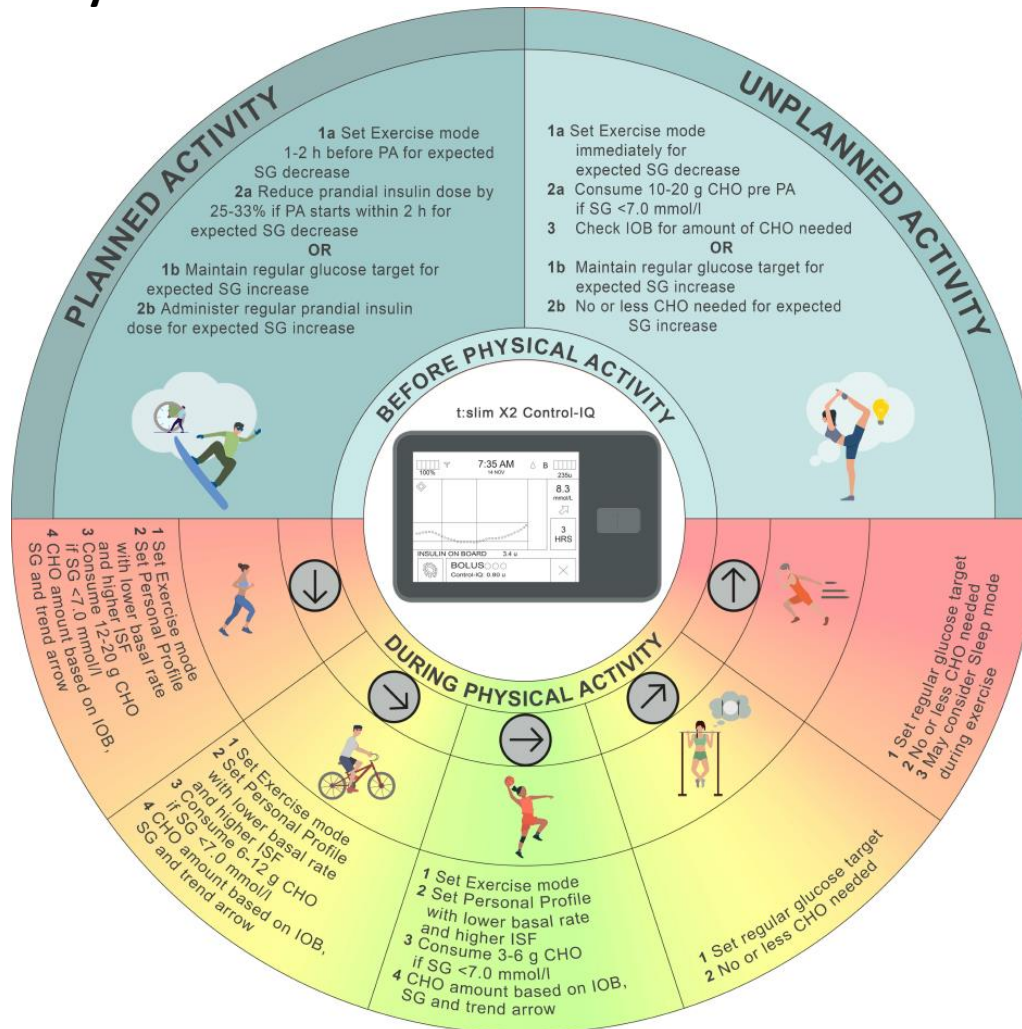 PLANNED ACTIVITY
1a Set Exercise mode
1-2 h before PA for expected
SG decrease
2a Reduce prandial insulin dose by
25-33% if PA starts within 2 h for
expected SG decrease
OR
1b Maintain regular glucose target for
expected SG increase
2b Administer regular prandial insulin
dose for expected SG increase
UNPLANNED ACTIVITY
1a Set Exercise mode
immediately for
expected SG decrease
2a Consume 10-20 g CHO pre PA
if SG <7.0 mmol/l
3 Check IOB for amount of CHO needed
OR
1b Maintain regular glucose target for
expected SG increase
2b No or less CHO needed for expected
SG increase
BEFORE PHYSICAL ACTIVITY
t:slim X2 Control-IQ
100%
7:35 AM
14 NOV
B
235u
8.3
mmol/L
3
HRS
INSULIN ON BOARD 3.4 u
BOLUS
Control-IQ: 0.80 u
DURING PHYSICAL ACTIVITY
1 Set Exercise mode
2 Set Personal Profile
with lower basal rate
and higher ISF
3 Consume 12-20 g CHO
if SG <7.0 mmol/l
4 CHO amount based on IOB,
SG and trend arrow
1 Set Exercise mode
2 Set Personal Profile
with lower basal rate
and higher ISF
3 Consume 6-12 g CHO
if SG <7.0 mmol/l
4 CHO amount based on IOB,
SG and trend arrow
1 Set Exercise mode
2 Set Personal Profile
with lower basal rate
and higher ISF
3 Consume 3-6 g CHO
if SG <7.0 mmol/l
4 CHO amount based on IOB,
SG and trend arrow
1 Set regular glucose target
2 No or less CHO needed
1 Set regular glucose target
2 No or less CHO needed
3 May consider Sleep mode
during exercise